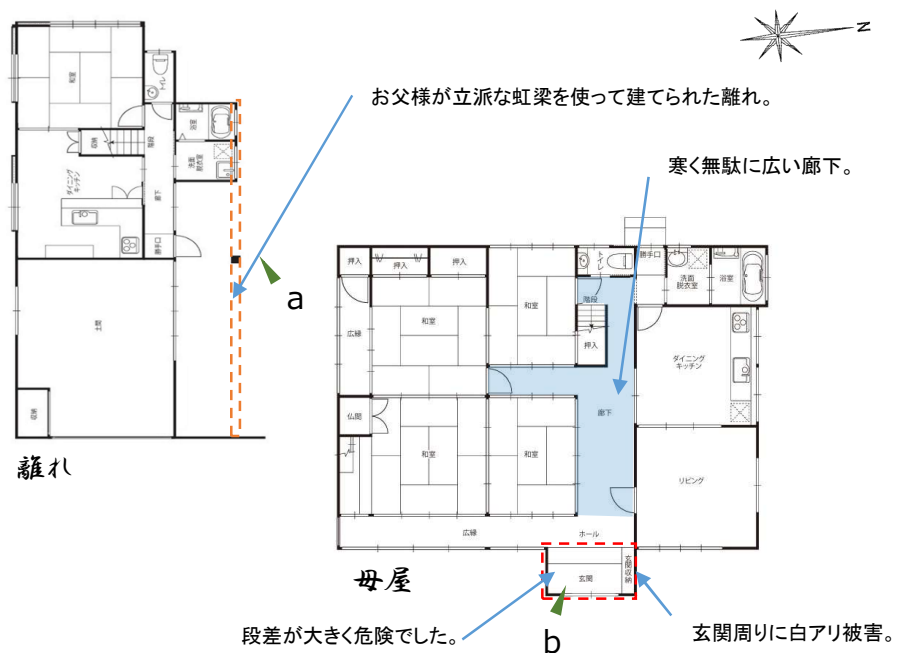 N
和室
トイレ
お父様が立派な虹梁を使って建てられた離れ。
浴室
収納
階段
洗面
脱衣室
ダイニング
キッチン
廊下
勝手口
寒く無駄に広い廊下。
a
土間
収納
離れ
押入
押入
押入
和室
トイレ
勝手口
洗面
脱衣室
浴室
広縁
和室
階段
押入
ダイニング
キッチン
仏間
廊下
和室
和室
リビング
広縁
ホール
玄関
玄関収納
母屋
段差が大きく危険でした。
b
玄関周りに白アリ被害。